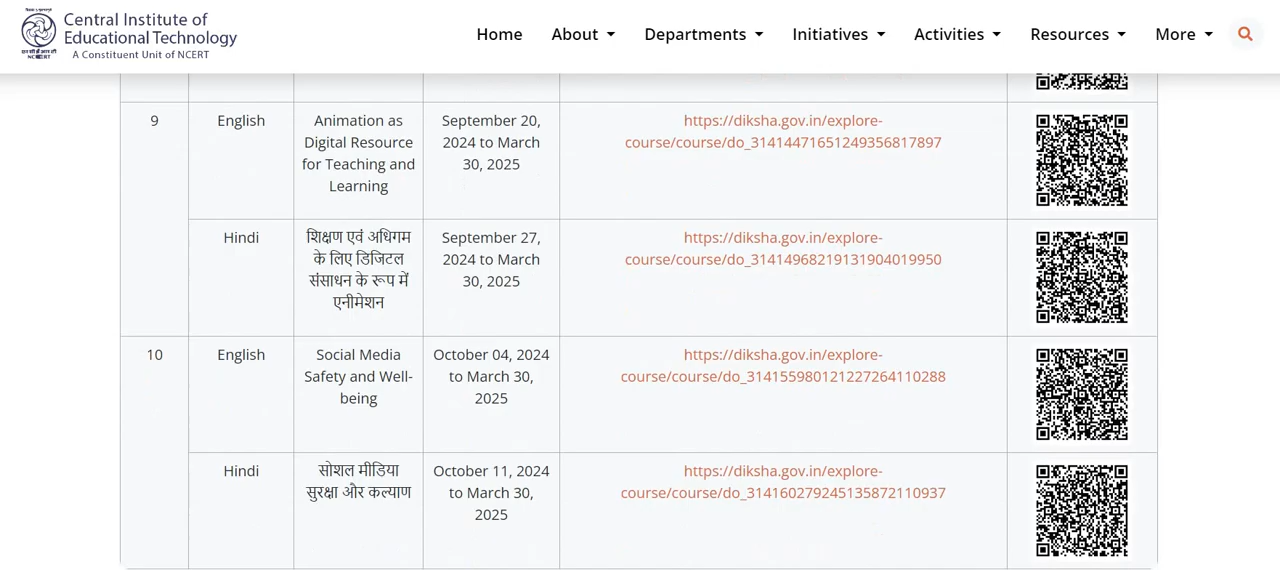 Central Institute of
Educational Technology
A Constituent Unit of NCERT
Home About Departments Initiatives Activities Resources More
9 English Animation as September 20, https://diksha.gov.in/explore-
Digital Resource 2024 to March course/course/do_31414471651249356817897
for Teaching and 30, 2025
Learning
Hindi शिक्षण एवं अधिगम September 27, https://diksha.gov.in/explore-
के लिए डिजिटल 2024 to March course/course/do_31414968219131904019950
संसाधन के रूप में 30, 2025
एनीमेशन
10 English Social Media October 04, 2024 https://diksha.gov.in/explore-
Safety and Well- to March 30, course/course/do_314155980121227264110288
being 2025
Hindi सोशल मीडिया October 11, 2024 https://diksha.gov.in/explore-
सुरक्षा और कल्याण to March 30, course/course/do_314160279245135872110937
2025